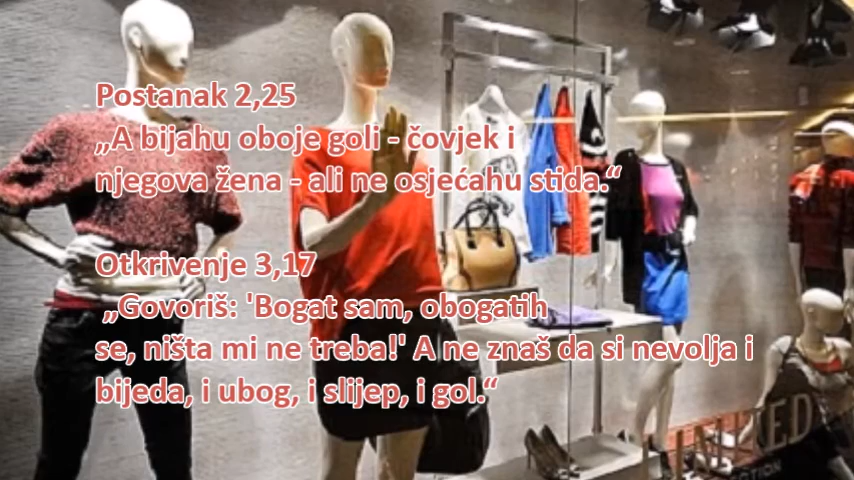 Postanak 2,25
„A bijahu oboje goli - čovjek i
njegova žena - ali ne osjećahu stida.“
Otkrivenje 3,17
„Govoriš: 'Bogat sam, obogatih
se, ništa mi ne treba!' A ne znaš da si nevolja i
bijeda, i ubog, i slijep, i gol.“